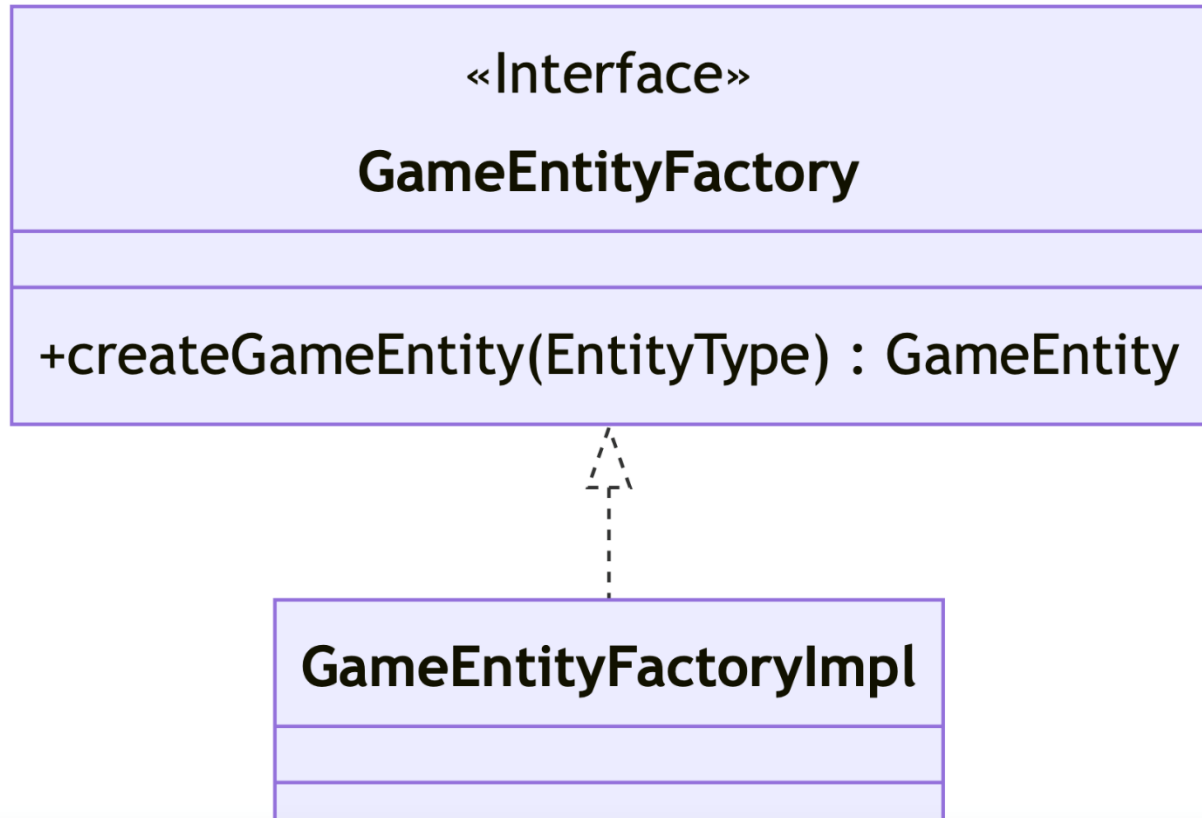 «Interface»
GameEntityFactory
+createGameEntity(EntityType) : GameEntity
GameEntityFactoryImpl